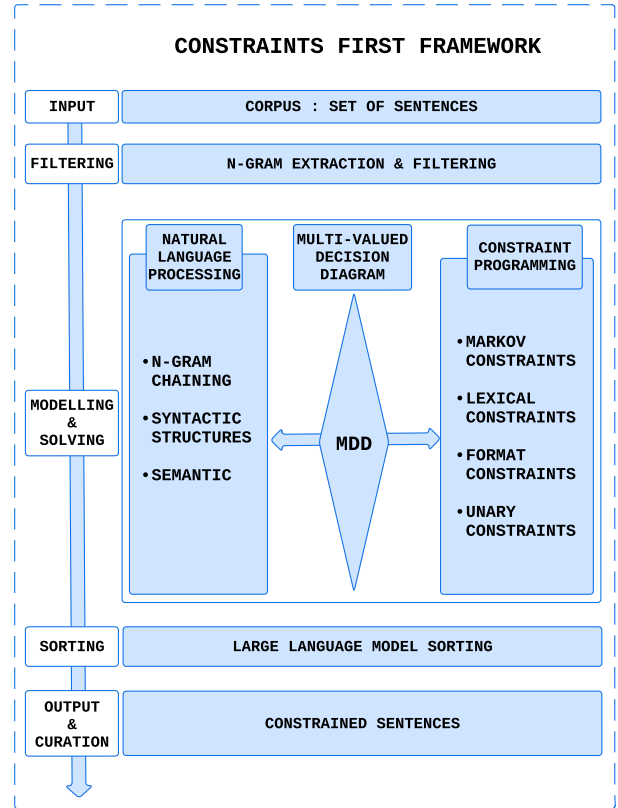 CONSTRAINTS FIRST FRAMEWORK
INPUT
CORPUS : SET OF SENTENCES
FILTERING
N-GRAM EXTRACTION & FILTERING
MODELLING
&
SOLVING
NATURAL
LANGUAGE
PROCESSING
•N-GRAM
CHAINING
•SYNTACTIC
STRUCTURES
•SEMANTIC
MULTI-VALUED
DECISION
DIAGRAM
MDD
CONSTRAINT
PROGRAMMING
•MARKOV
CONSTRAINTS
•LEXICAL
CONSTRAINTS
•FORMAT
CONSTRAINTS
•UNARY
CONSTRAINTS
SORTING
LARGE LANGUAGE MODEL SORTING
OUTPUT
&
CURATION
CONSTRAINED SENTENCES